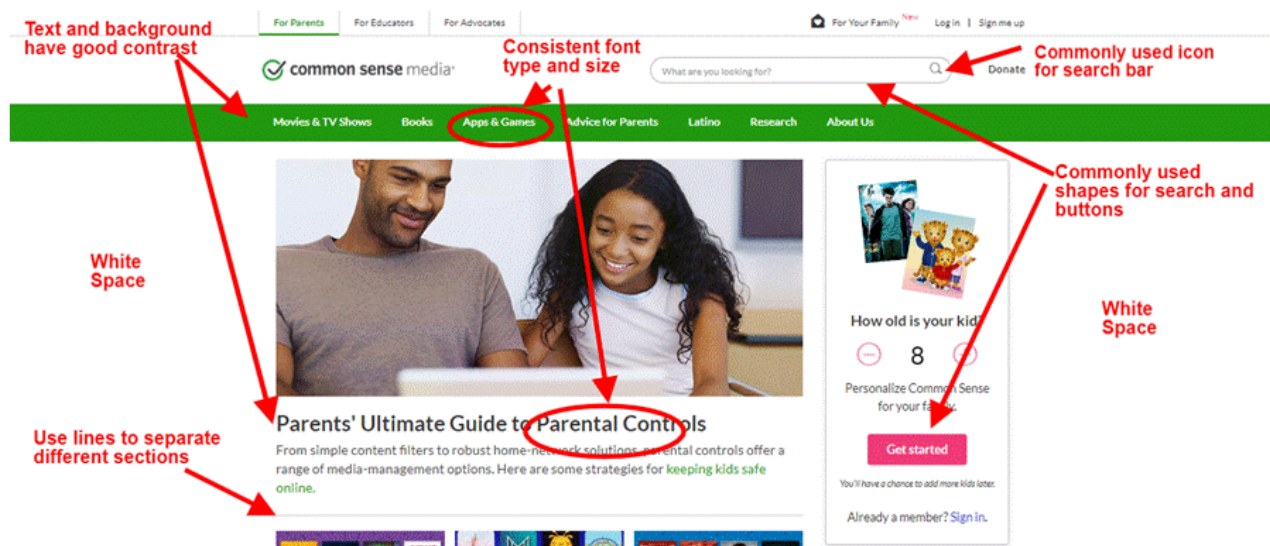 For Parents For Educators For Advocates For Your Family New Log in | Sign me up
Text and background
have good contrast
Consistent font
type and size
Commonly used icon
for search bar
common sense media
What are you looking for?
Donate
Movies & TV Shows Books Apps & Games Advice for Parents Latino Research About Us
Commonly used
shapes for search and
buttons
White
Space
White
Space
How old is your kid?
8
Personalize Common Sense
for your family.
Get started
You'll have a chance to add more kids later.
Already a member? Sign in.
Parents' Ultimate Guide to Parental Controls
From simple content filters to robust home-network solutions, parental controls offer a
range of media-management options. Here are some strategies for keeping kids safe
online.
Use lines to separate
different sections